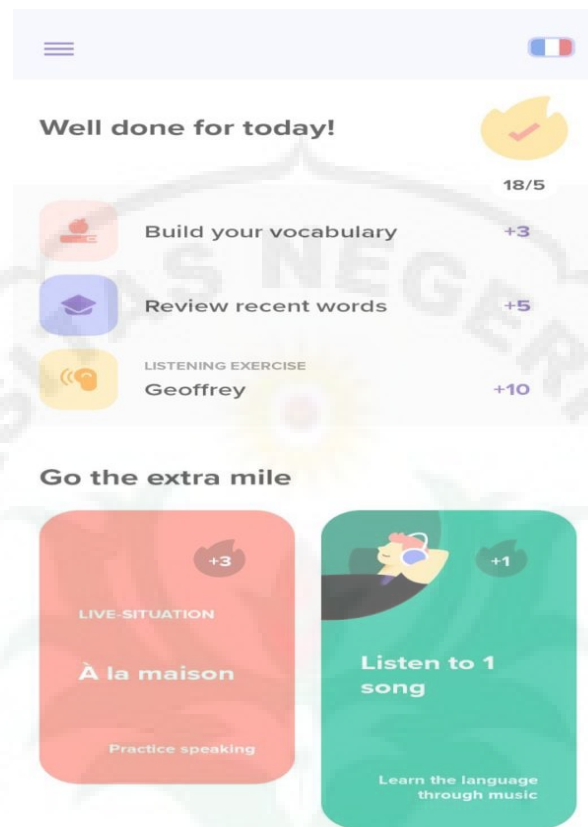 Well done for today!
18/5
Build your vocabulary
+3
Review recent words
+5
LISTENING EXERCISE
Geoffrey
+10
Go the extra mile
+3
LIVE-SITUATION
À la maison
Practice speaking
+1
Listen to 1
song
Learn the language
through music